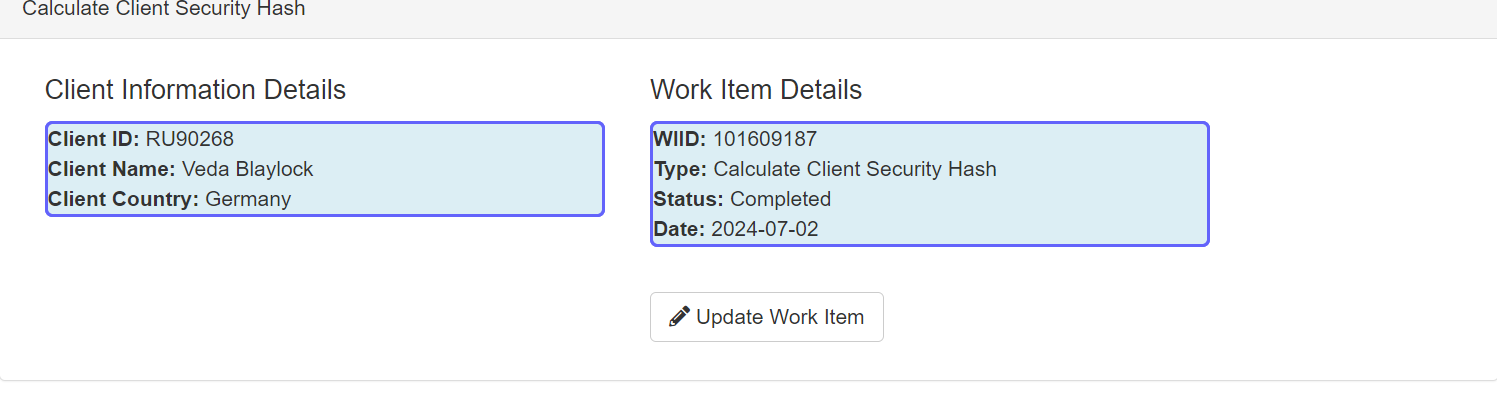 Calculate Client Security Hash
Client Information Details
Client ID: RU90268
Client Name: Veda Blaylock
Client Country: Germany
Work Item Details
WIID: 101609187
Type: Calculate Client Security Hash
Status: Completed
Date: 2024-07-02
Update Work Item